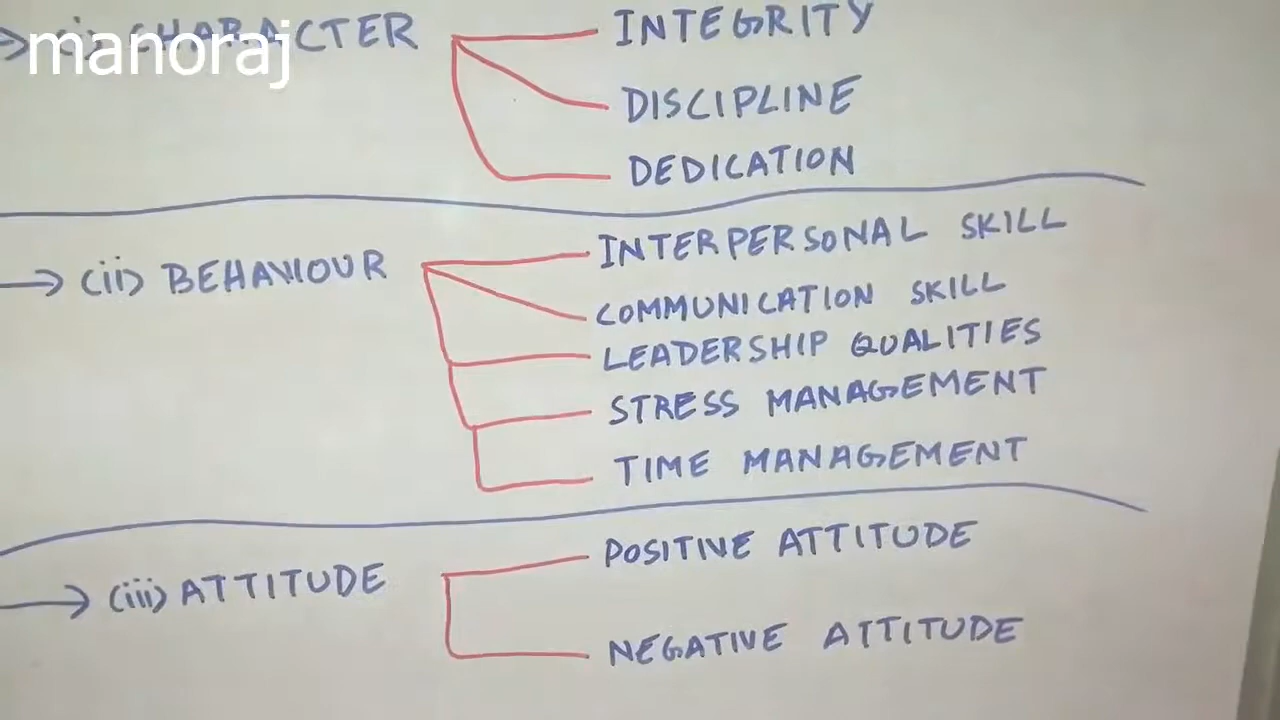 manoraj
(i) CHARACTER
INTEGRITY
DISCIPLINE
DEDICATION
(ii) BEHAVIOUR
INTERPERSONAL SKILL
COMMUNICATION SKILL
LEADERSHIP QUALITIES
STRESS MANAGEMENT
TIME MANAGEMENT
(iii) ATTITUDE
POSITIVE ATTITUDE
NEGATIVE ATTITUDE